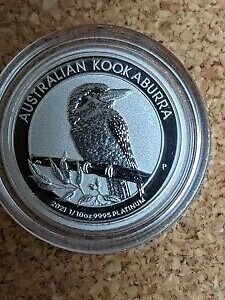 AUSTRALIAN KOOKABURRA
P
2021 1/10oz 9995 PLATINUM